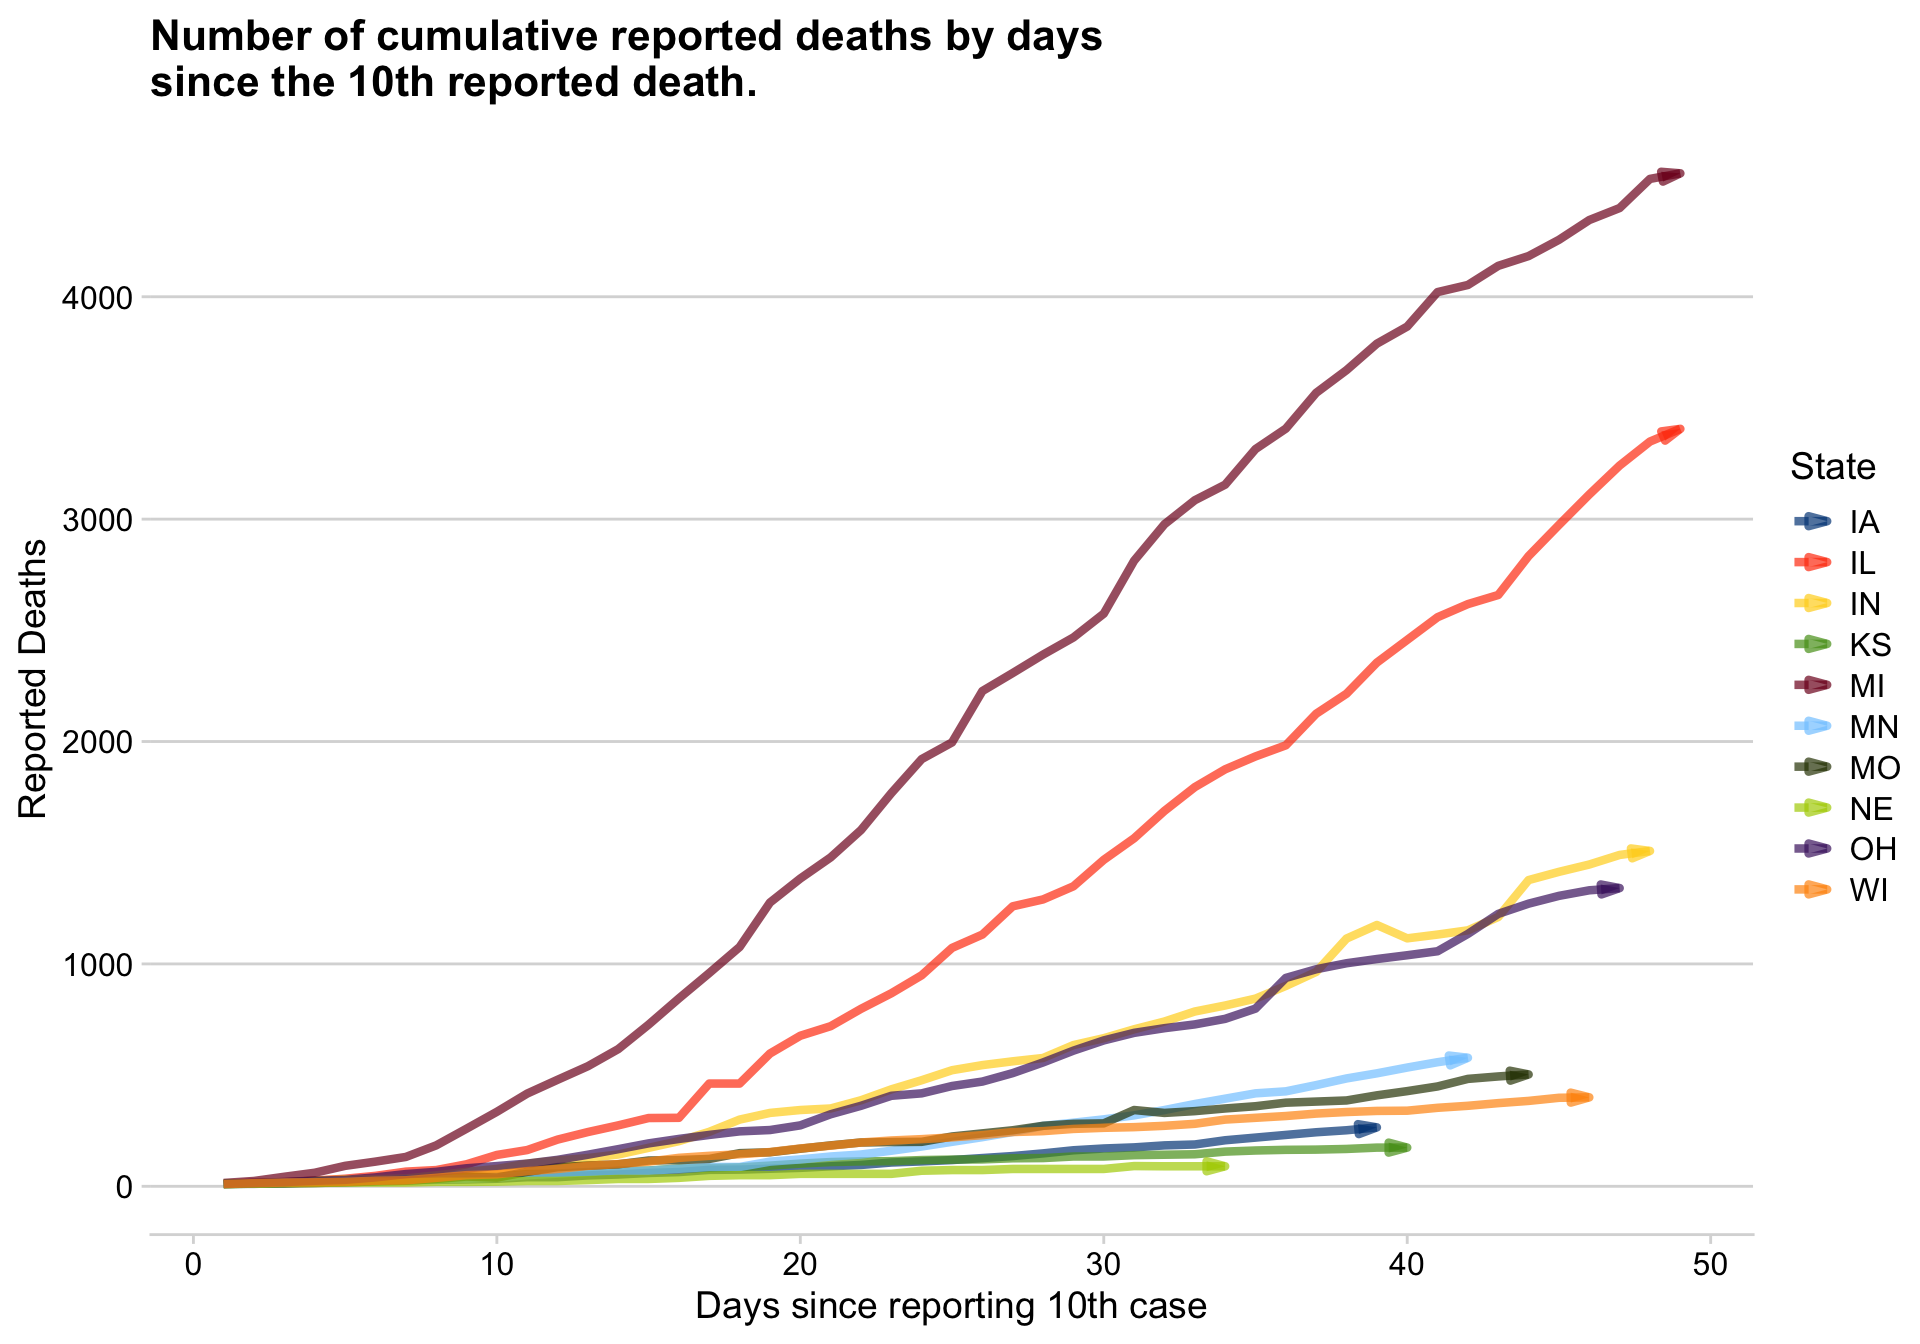 Number of cumulative reported deaths by days
since the 10th reported death.
Reported Deaths
4000
3000
2000
1000
0
0 10 20 30 40 50
Days since reporting 10th case
State
IA
IL
IN
KS
MI
MN
MO
NE
OH
WI